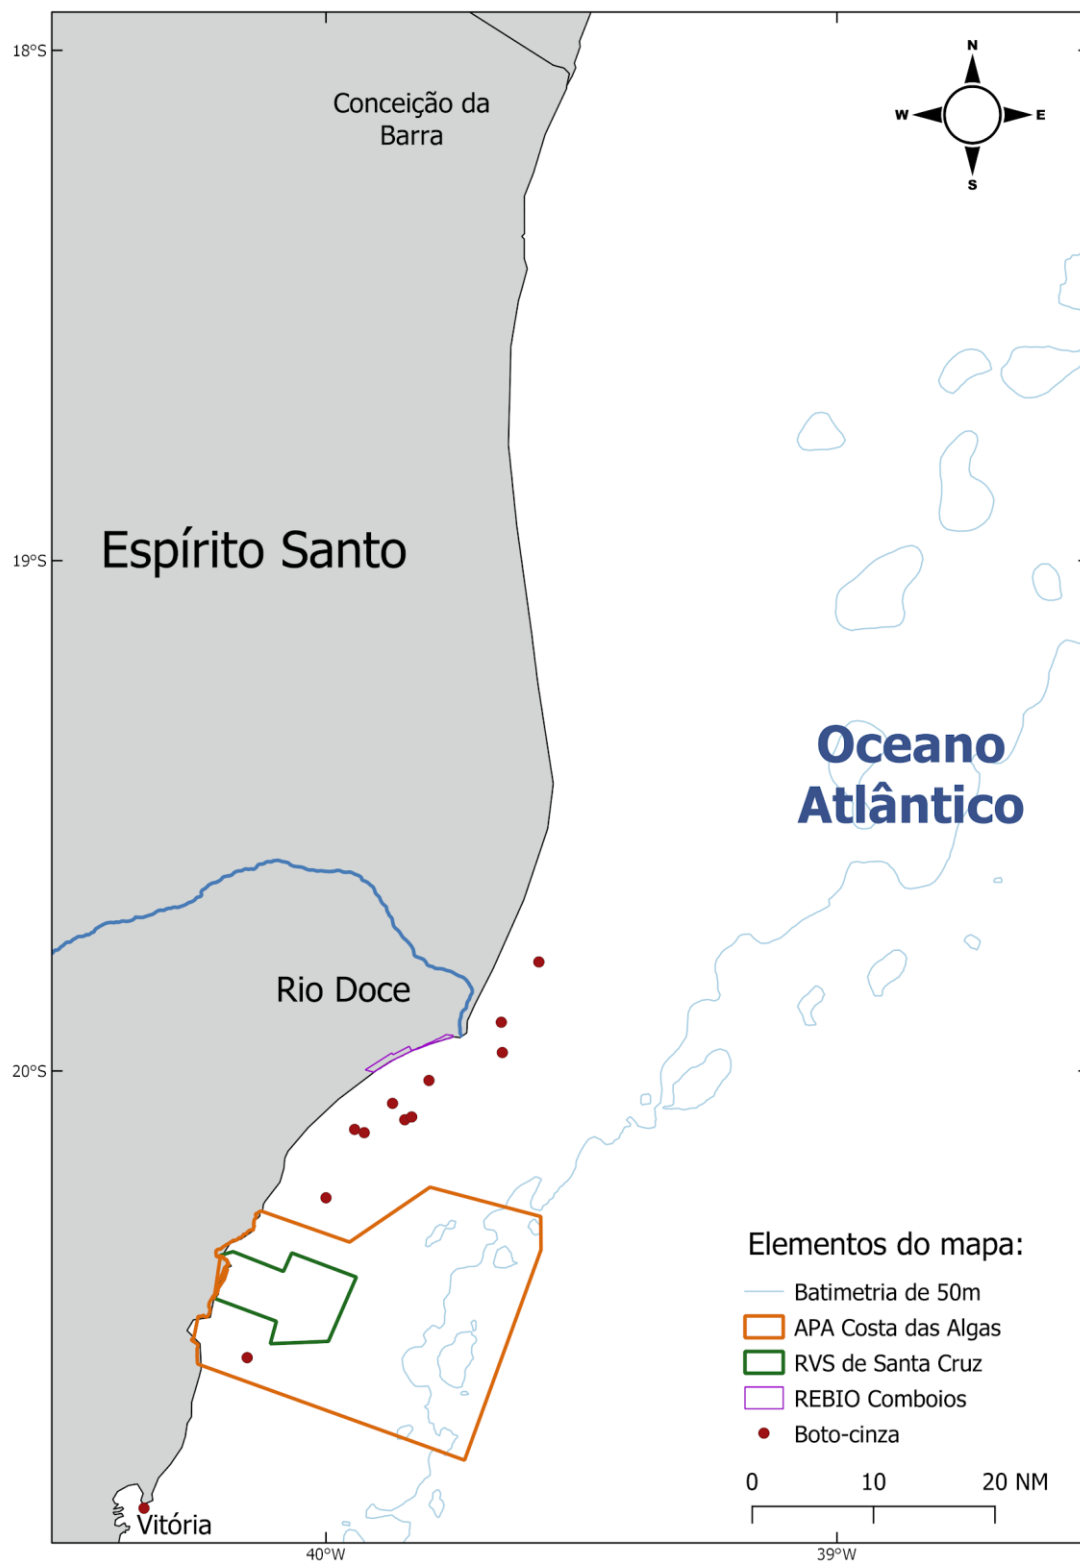 18°S
N
W
E
S
Conceição da
Barra
Espírito Santo
19°S
Oceano
Atlântico
Rio Doce
20°S
Elementos do mapa:
Batimetria de 50m
APA Costa das Algas
RVS de Santa Cruz
REBIO Comboios
Boto-cinza
0 10 20 NM
Vitória
40°W 39°W